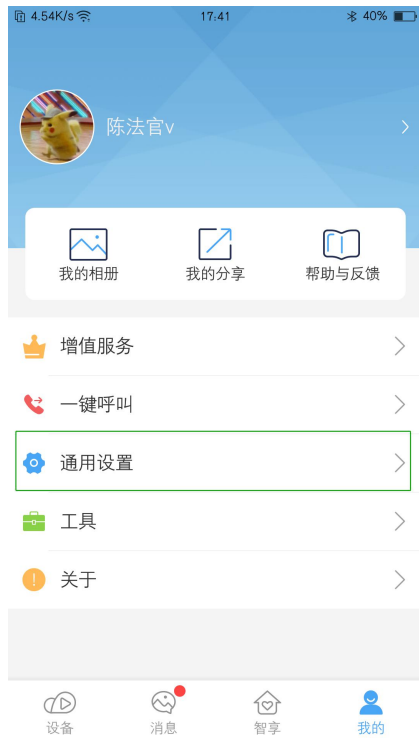 4.54K/s 17:41 40%
陈法官v
我的相册 我的分享 帮助与反馈
增值服务
一键呼叫
通用设置
工具
关于
设备 消息 智享 我的